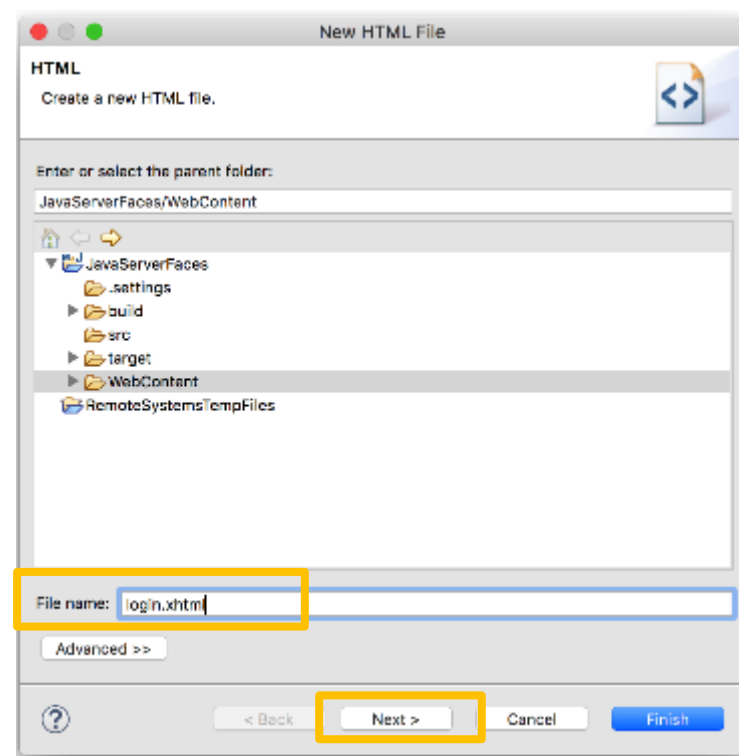 New HTML File
HTML
Create a new HTML file.
Enter or select the parent folder:
JavaServerFaces/WebContent
JavaServerFaces
.settings
build
src
target
WebContent
RemoteSystemsTempFiles
File name: login.xhtml
Advanced >>
? < Back Next > Cancel Finish